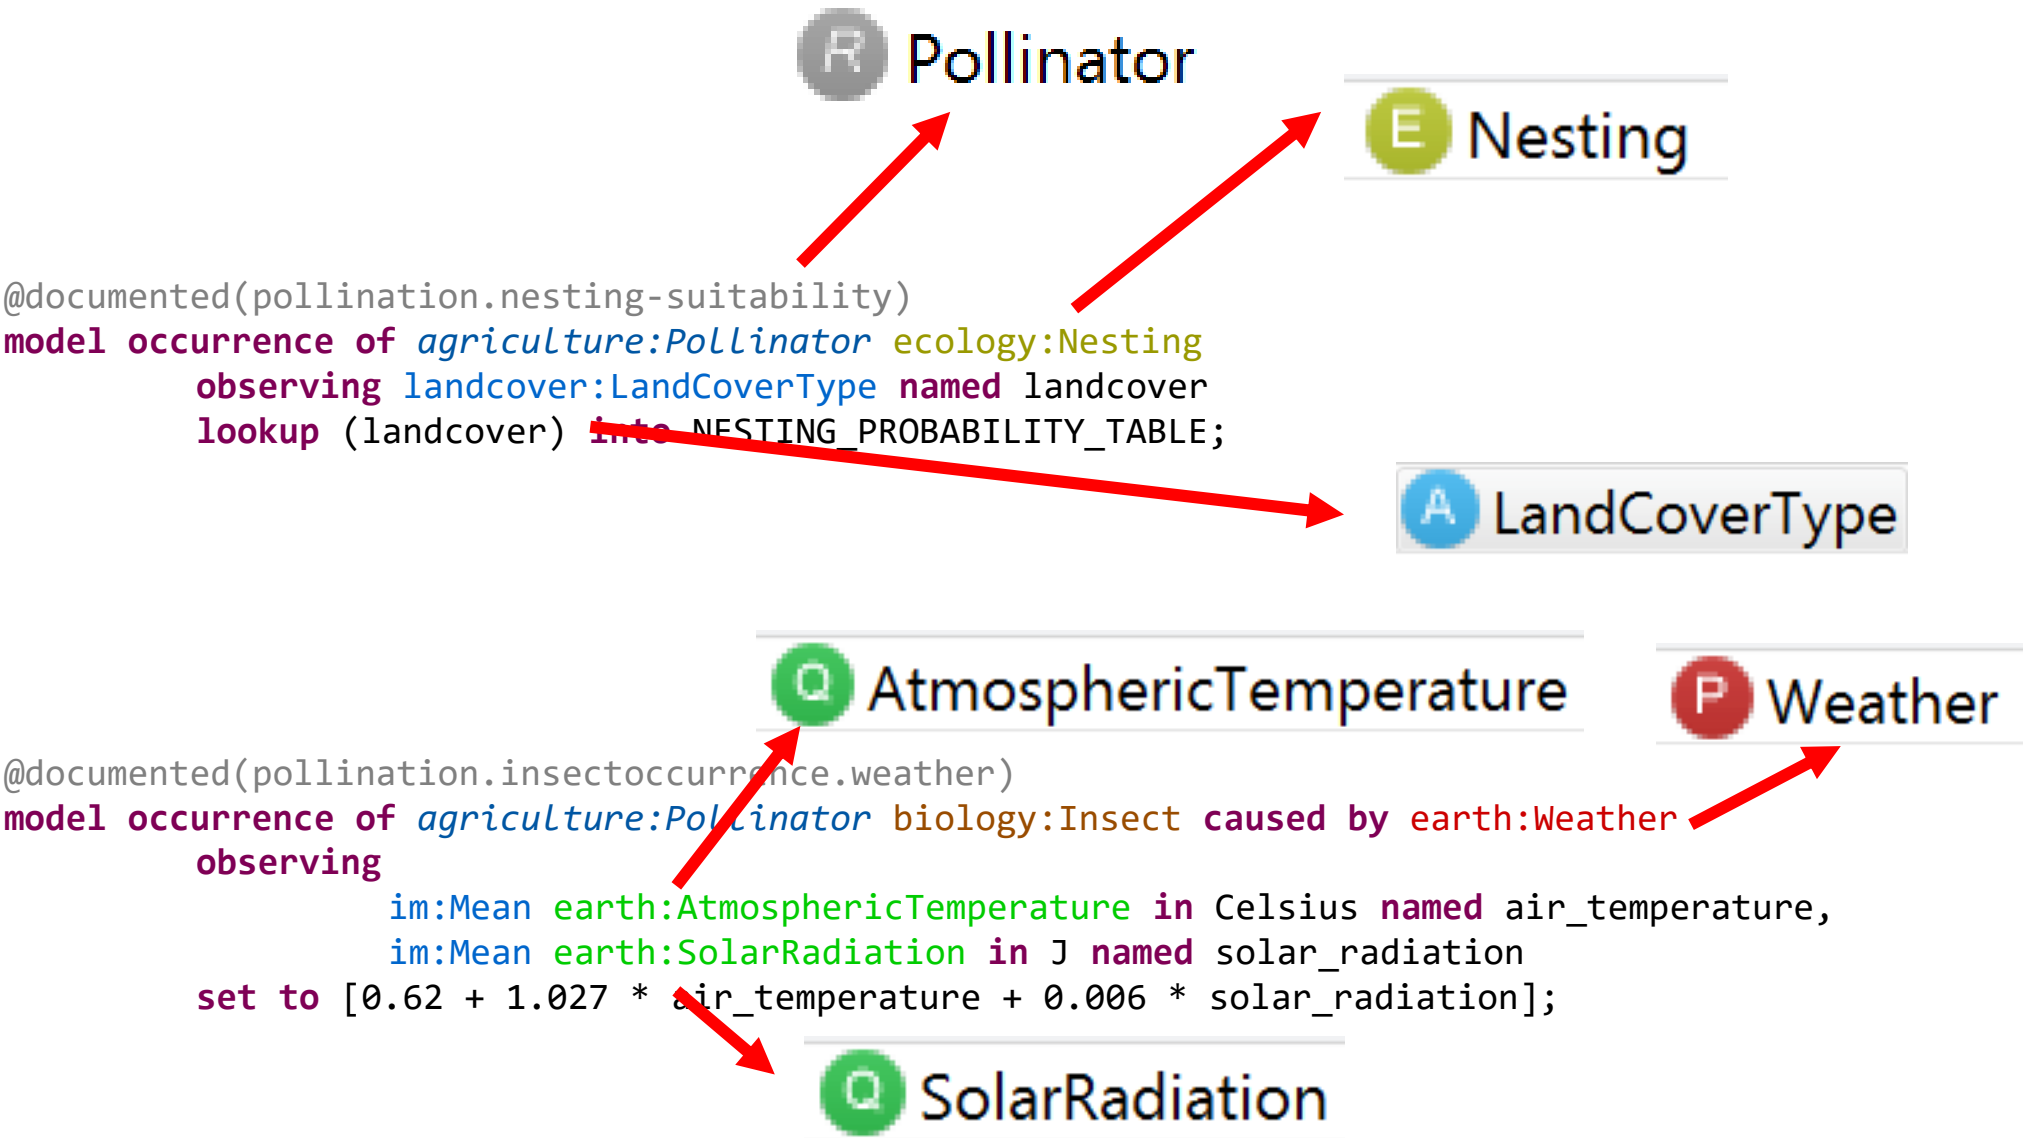 R Pollinator
E Nesting
@documented(pollination.nesting-suitability)
model occurrence of agriculture:Pollinator ecology:Nesting
observing landcover:LandCoverType named landcover
lookup (landcover) into NESTING_PROBABILITY_TABLE;
A LandCoverType
Q AtmosphericTemperature
P Weather
@documented(pollination.insectoccurrence.weather)
model occurrence of agriculture:Pollinator biology:Insect caused by earth:Weather
observing
im:Mean earth:AtmosphericTemperature in Celsius named air_temperature,
im:Mean earth:SolarRadiation in J named solar_radiation
set to [0.62 + 1.027 * air_temperature + 0.006 * solar_radiation];
Q SolarRadiation